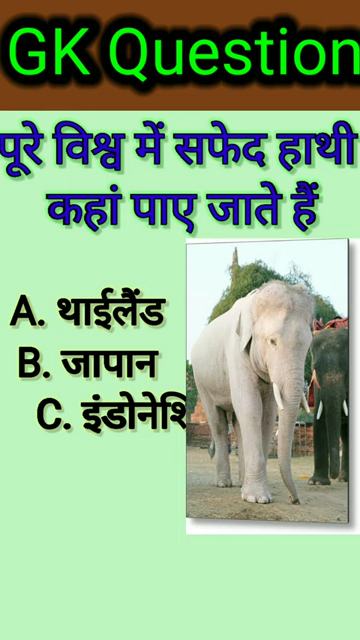 GK Question
पूरे विश्व में सफेद हाथी
कहां पाए जाते हैं
A. थाईलैंड
B. जापान